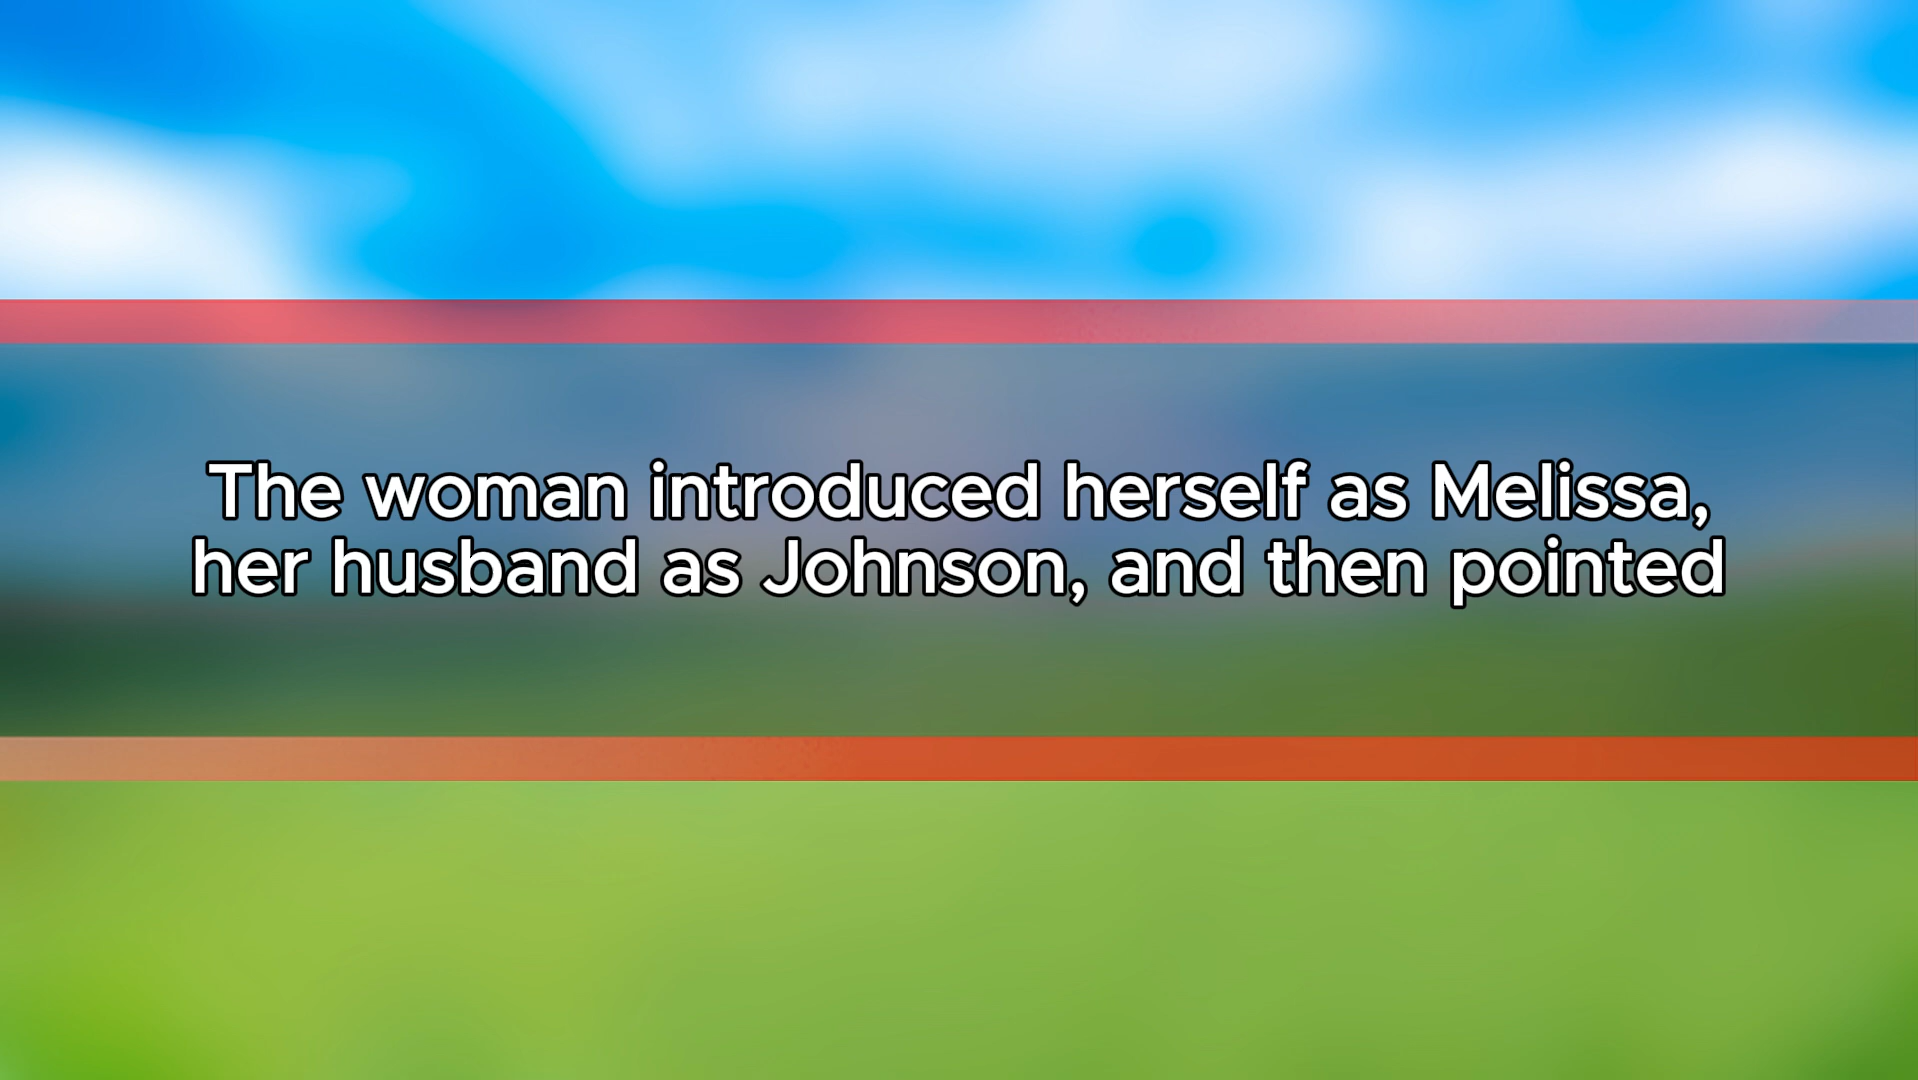 The woman introduced herself as Melissa,
her husband as Johnson, and then pointed